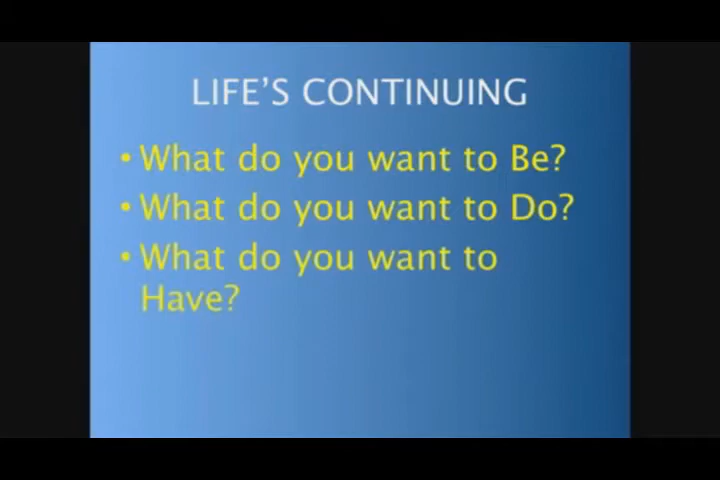 LIFE'S CONTINUING
• What do you want to Be?
• What do you want to Do?
• What do you want to
Have?